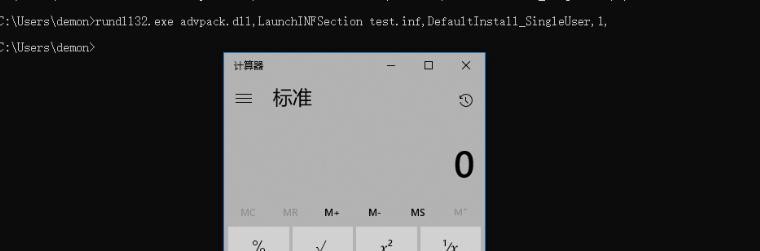 C:\Users\demon>rundll32.exe advpack.dll,LaunchINFSection test.inf,DefaultInstall_SingleUser,1,
C:\Users\demon>
计算器
标准
0
MC MR M+ M- MS M˅
% √ x² ¹/x